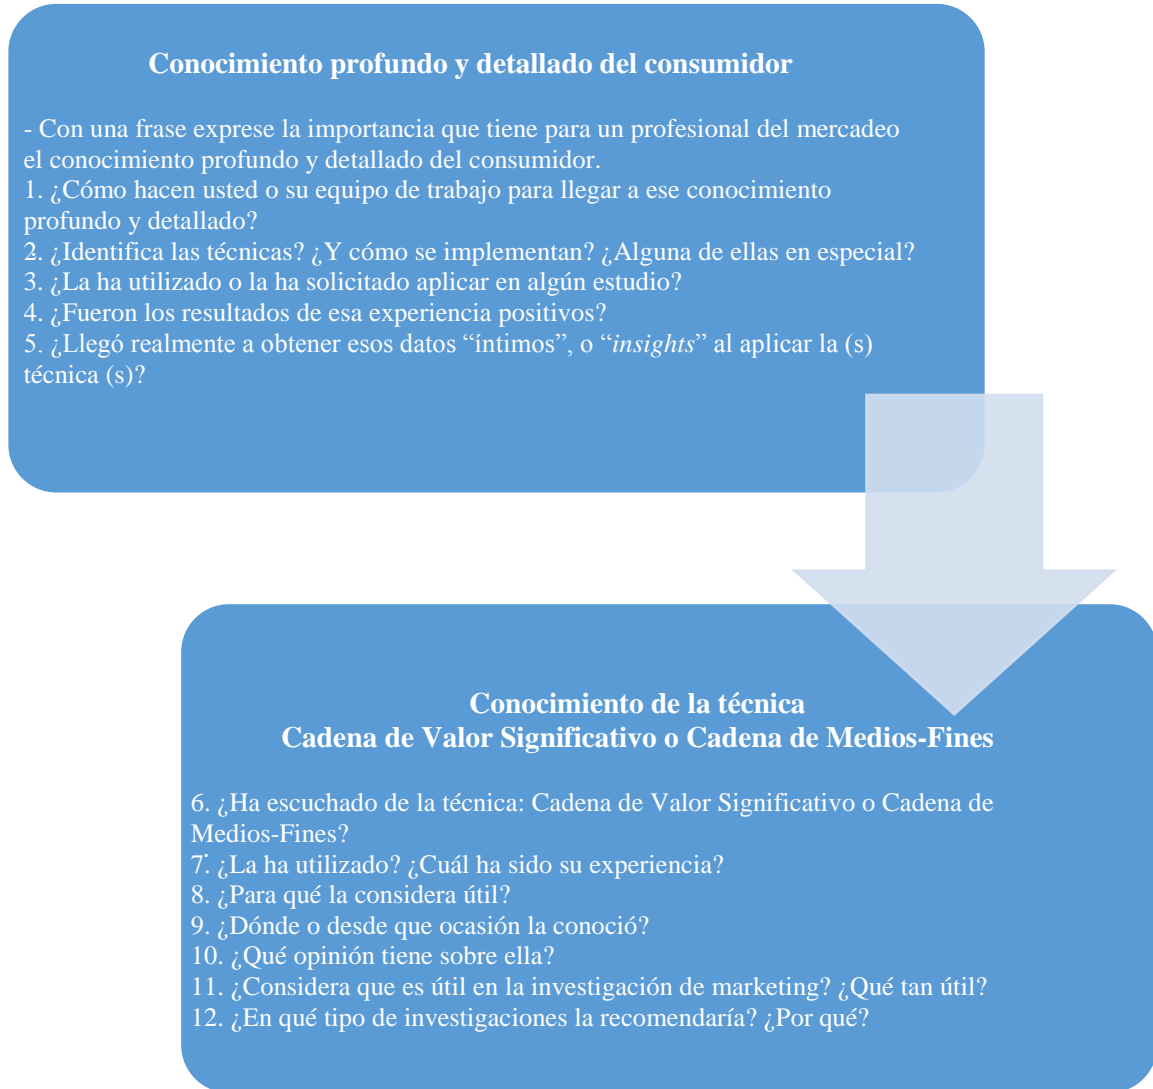 Conocimiento profundo y detallado del consumidor
- Con una frase exprese la importancia que tiene para un profesional del mercadeo
el conocimiento profundo y detallado del consumidor.
1. ¿Cómo hacen usted o su equipo de trabajo para llegar a ese conocimiento
profundo y detallado?
2. ¿Identifica las técnicas? ¿Y cómo se implementan? ¿Alguna de ellas en especial?
3. ¿La ha utilizado o la ha solicitado aplicar en algún estudio?
4. ¿Fueron los resultados de esa experiencia positivos?
5. ¿Llegó realmente a obtener esos datos “íntimos”, o “insights” al aplicar la (s)
técnica (s)?
Conocimiento de la técnica
Cadena de Valor Significativo o Cadena de Medios-Fines
6. ¿Ha escuchado de la técnica: Cadena de Valor Significativo o Cadena de
Medios-Fines?
7. ¿La ha utilizado? ¿Cuál ha sido su experiencia?
8. ¿Para qué la considera útil?
9. ¿Dónde o desde que ocasión la conoció?
10. ¿Qué opinión tiene sobre ella?
11. ¿Considera que es útil en la investigación de marketing? ¿Qué tan útil?
12. ¿En qué tipo de investigaciones la recomendaría? ¿Por qué?